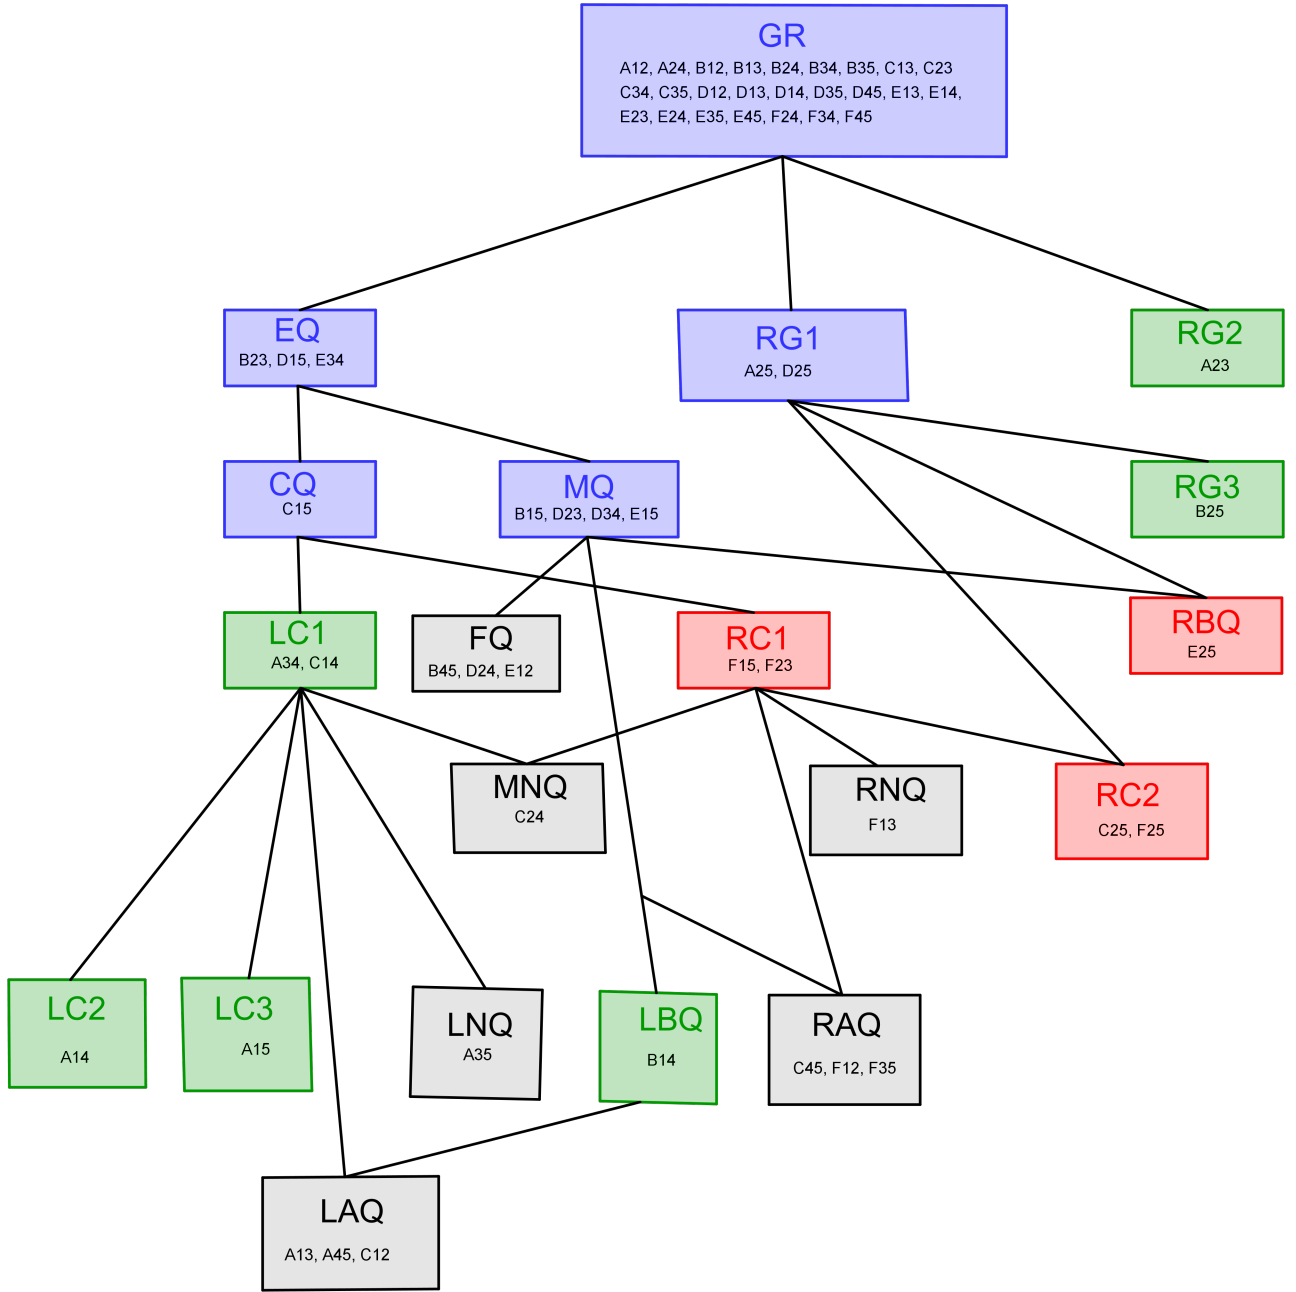 GR
A12, A24, B12, B13, B24, B34, B35, C13, C23
C34, C35, D12, D13, D14, D35, D45, E13, E14,
E23, E24, E35, E45, F24, F34, F45
EQ
B23, D15, E34
RG1
A25, D25
RG2
A23
CQ
C15
MQ
B15, D23, D34, E15
RG3
B25
LC1
A34, C14
FQ
B45, D24, E12
RC1
F15, F23
RBQ
E25
MNQ
C24
RNQ
F13
RC2
C25, F25
LC2
A14
LC3
A15
LNQ
A35
LBQ
B14
RAQ
C45, F12, F35
LAQ
A13, A45, C12